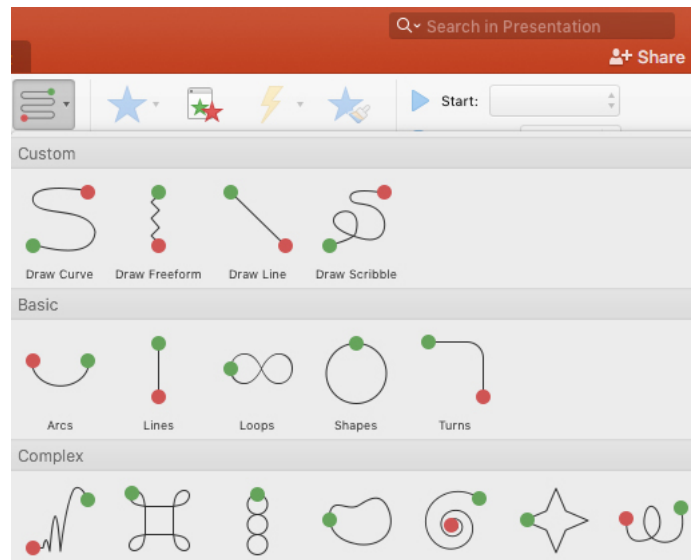 Search in Presentation
Share
Start:
Custom
Draw Curve Draw Freeform Draw Line Draw Scribble
Basic
Arcs Lines Loops Shapes Turns
Complex